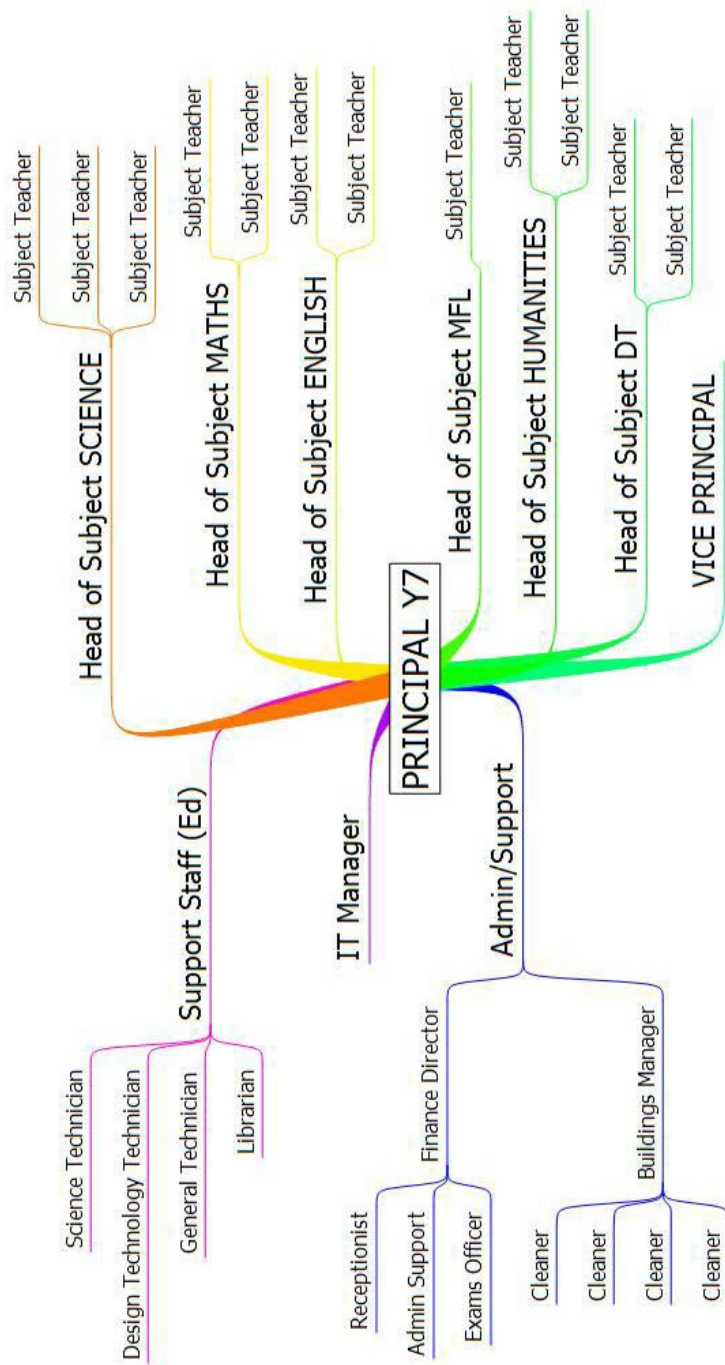 PRINCIPAL Y7
Head of Subject SCIENCE
Subject Teacher
Subject Teacher
Subject Teacher
Head of Subject MATHS
Subject Teacher
Subject Teacher
Head of Subject ENGLISH
Subject Teacher
Subject Teacher
Head of Subject MFL
Subject Teacher
Head of Subject HUMANITIES
Subject Teacher
Subject Teacher
Head of Subject DT
Subject Teacher
Subject Teacher
VICE PRINCIPAL
Admin/Support
Finance Director
Receptionist
Admin Support
Exams Officer
Buildings Manager
Cleaner
Cleaner
Cleaner
Cleaner
IT Manager
Support Staff (Ed)
Science Technician
Design Technology Technician
General Technician
Librarian